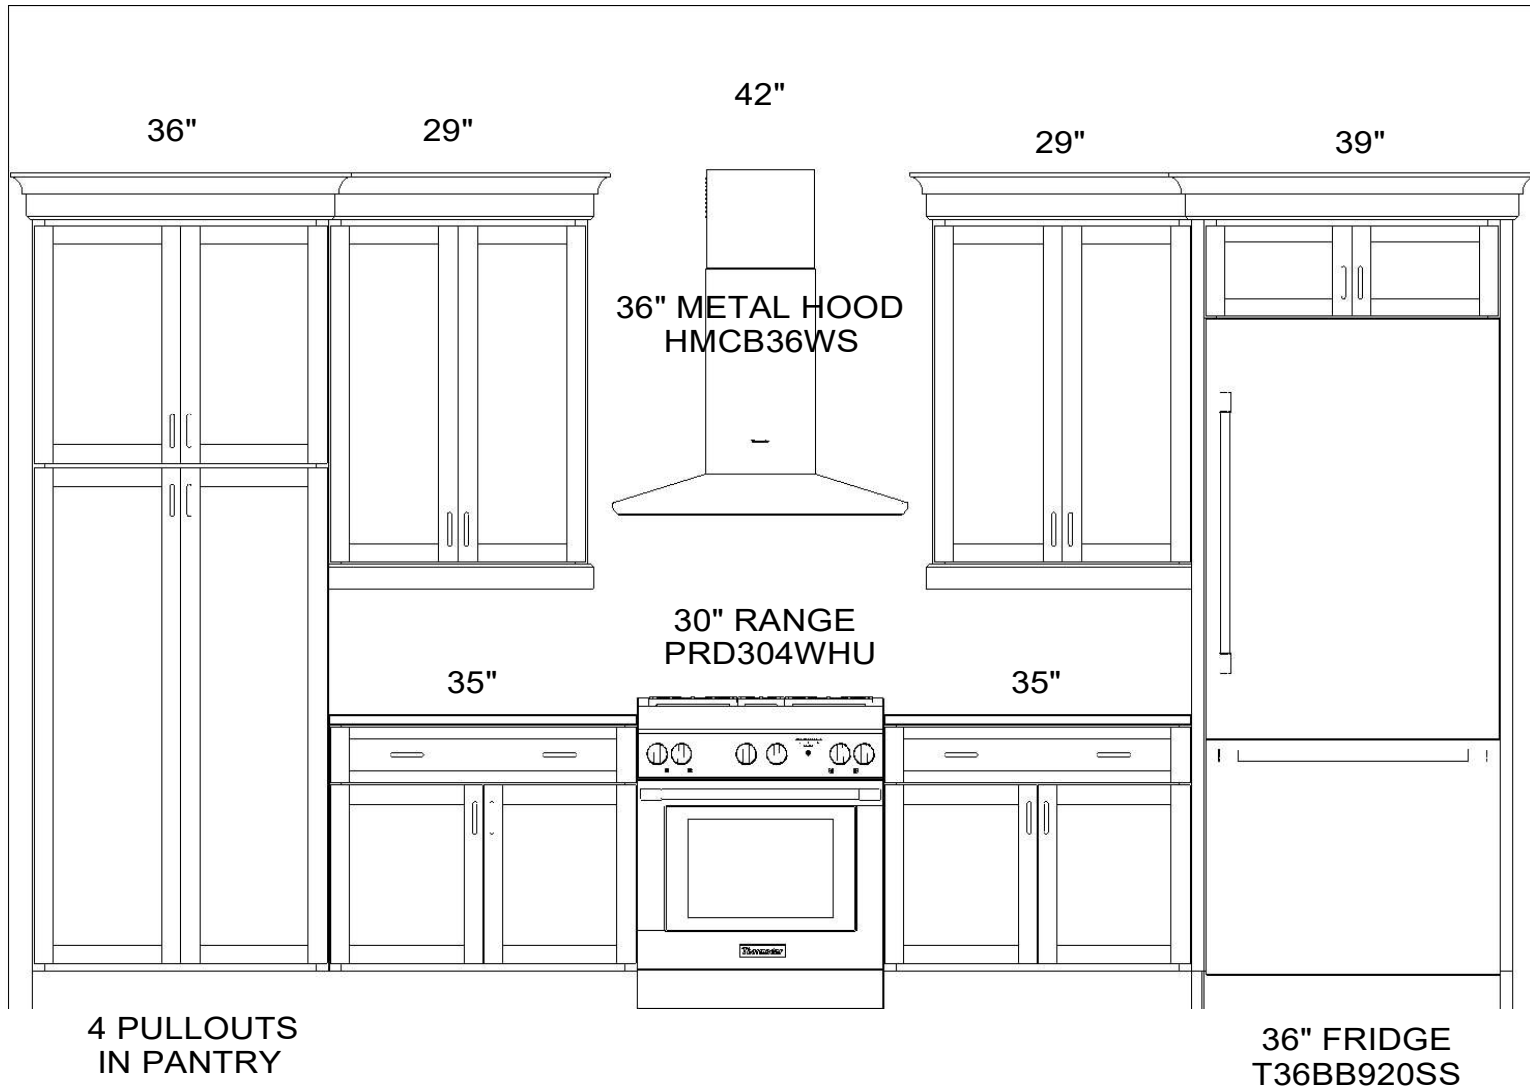 42"
36"
29"
29"
39"
36" METAL HOOD
HMCB36WS
30" RANGE
PRD304WHU
35"
35"
Thermador
4 PULLOUTS
IN PANTRY
36" FRIDGE
T36BB920SS